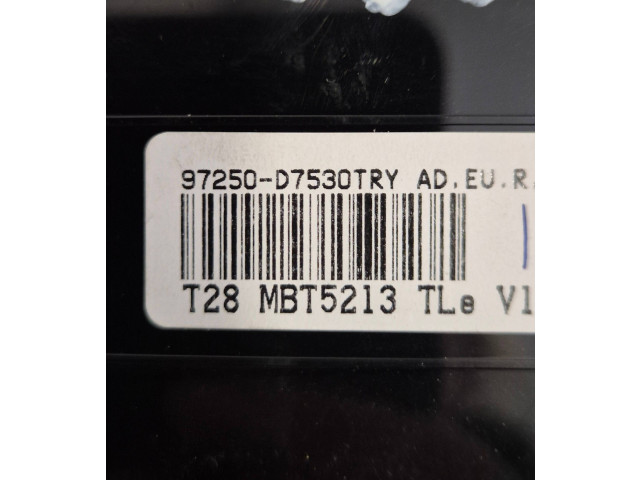 97250-D7530TRY AD.EU.R.
T28 MBT5213 TLe V1